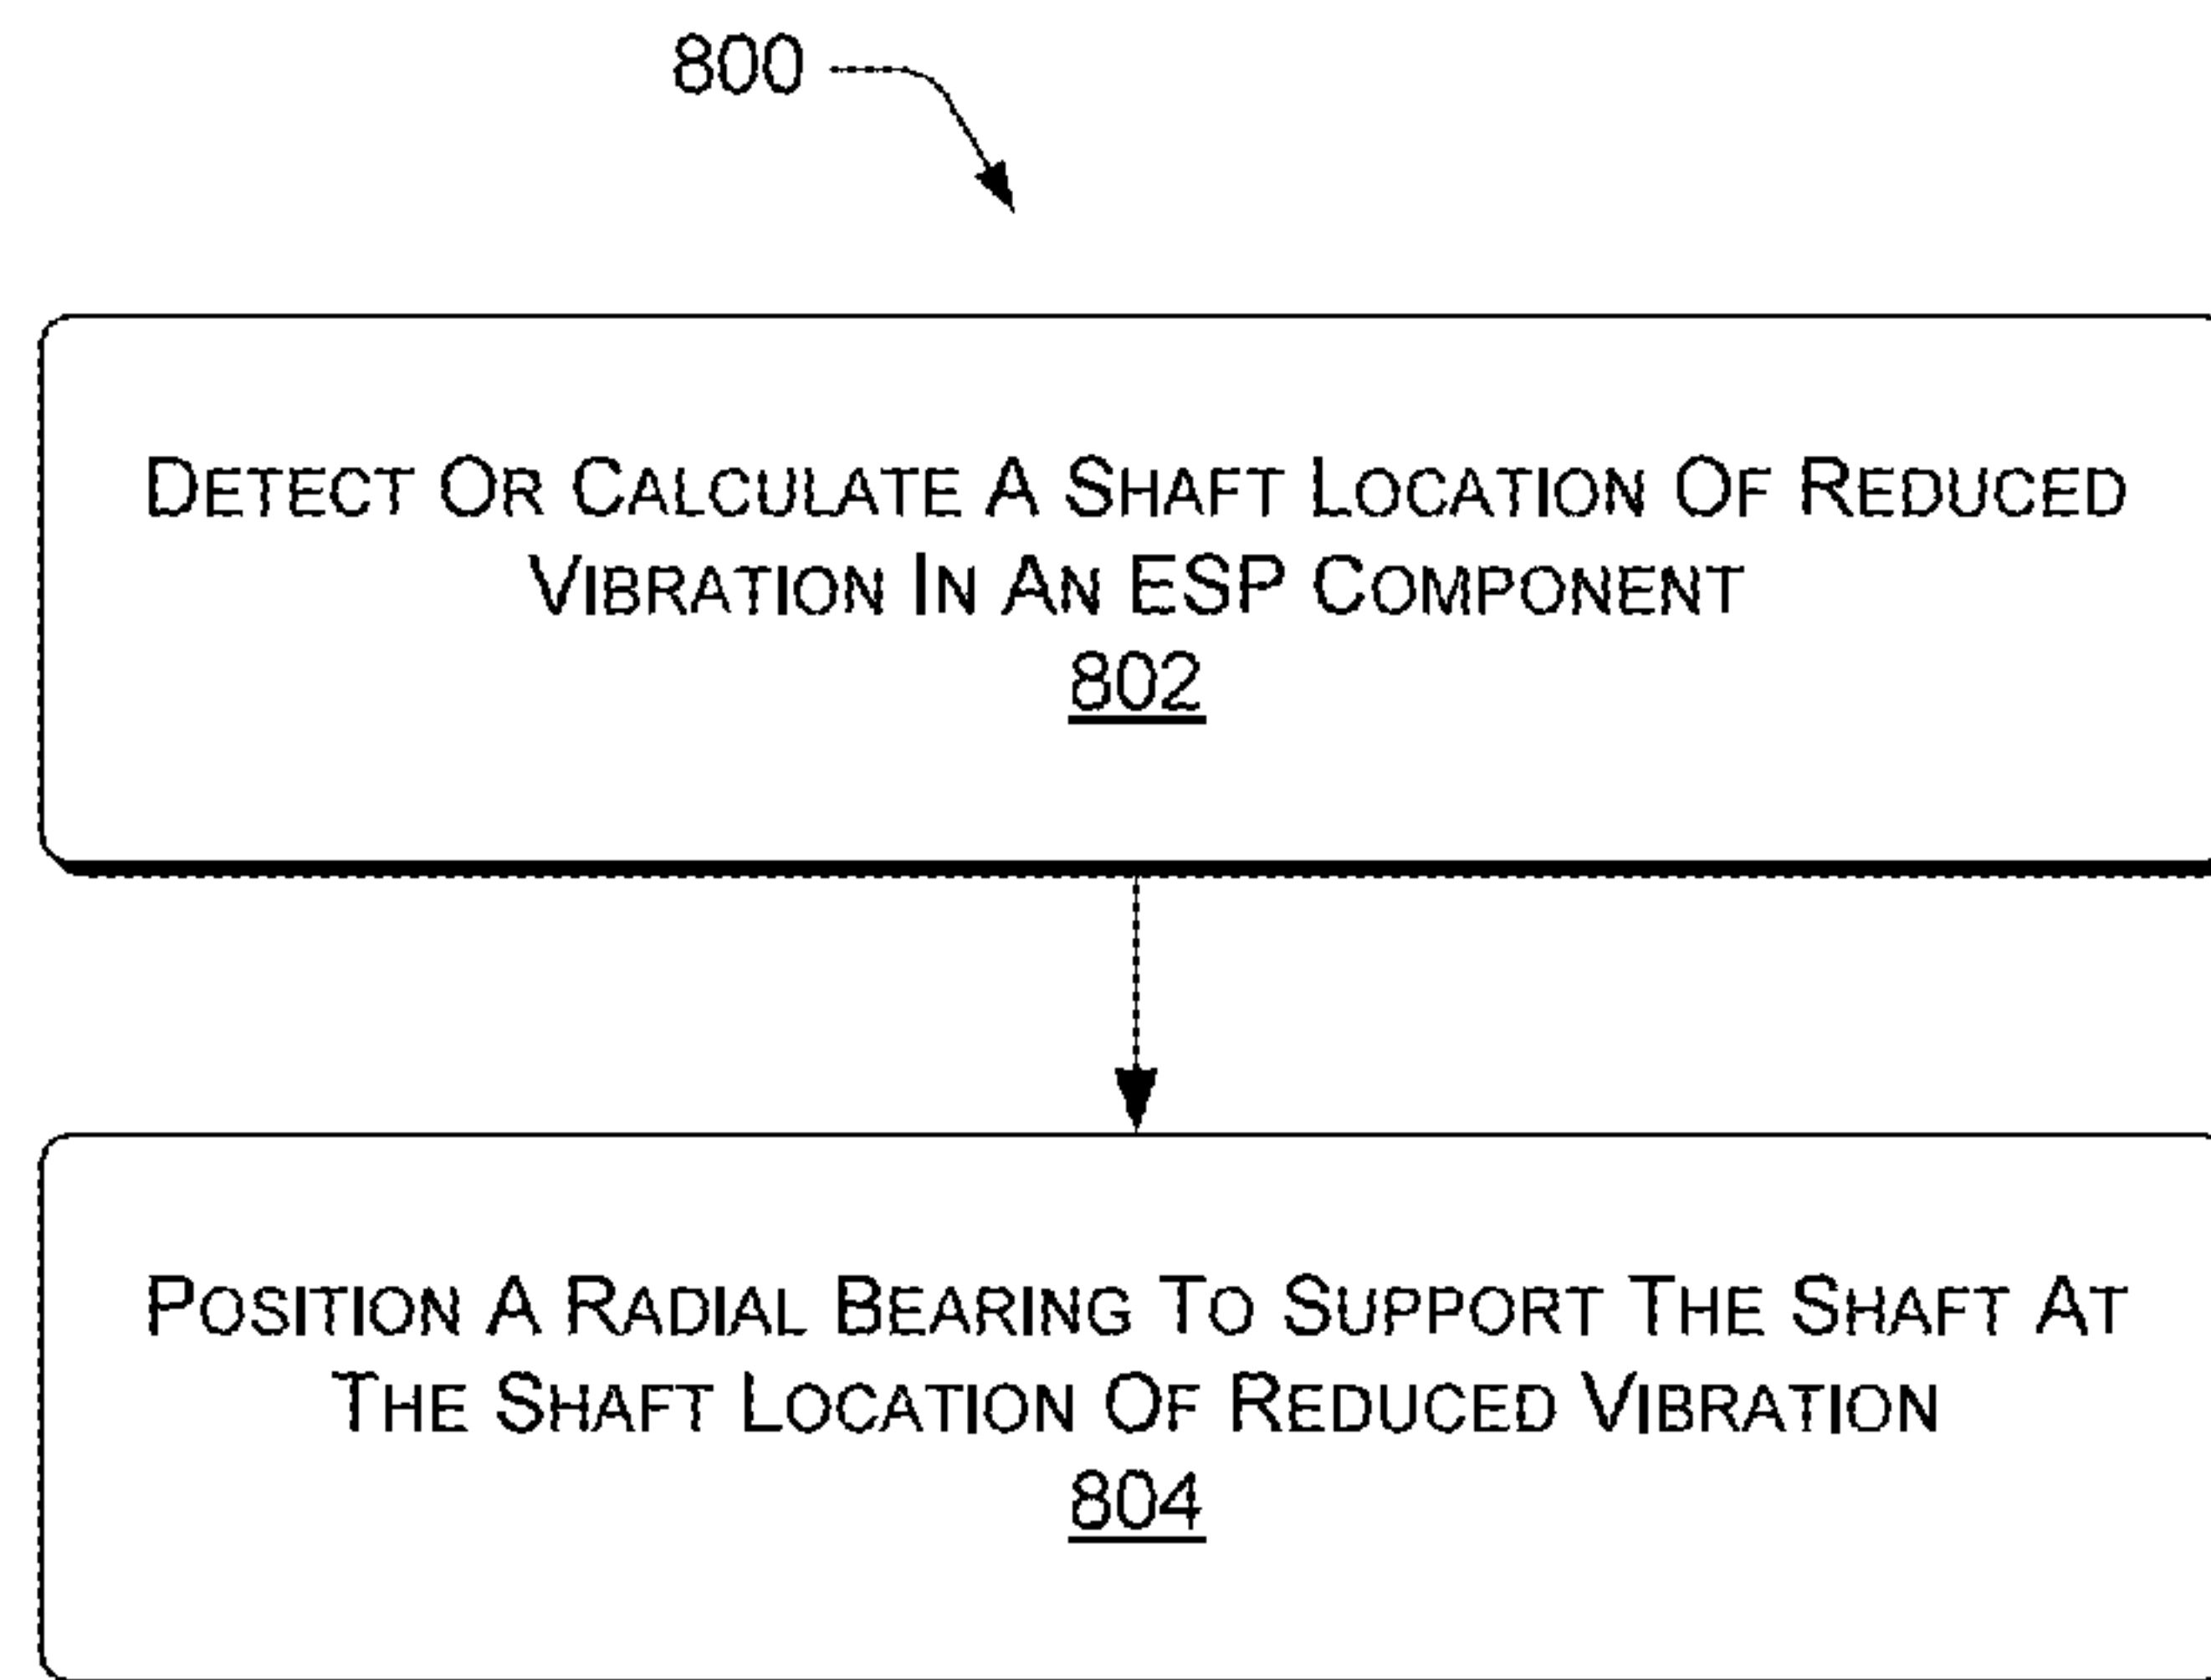 800
Detect Or Calculate A Shaft Location Of Reduced
Vibration In An ESP Component
802
Position A Radial Bearing To Support The Shaft At
The Shaft Location Of Reduced Vibration
804